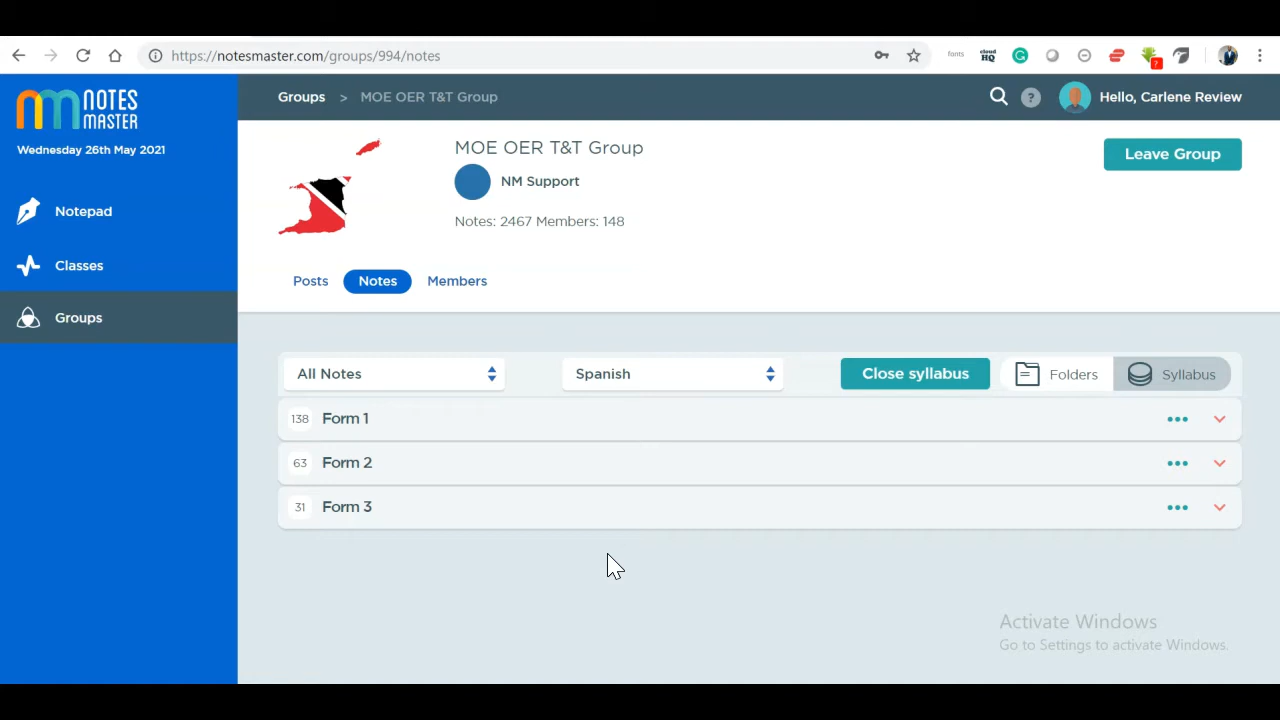 https://notesmaster.com/groups/994/notes
fonts
cloud HQ
?
NOTES
MASTER
Wednesday 26th May 2021
Notepad
Classes
Groups
Groups > MOE OER T&T Group
?
Hello, Carlene Review
MOE OER T&T Group
NM Support
Notes: 2467 Members: 148
Leave Group
Posts
Notes
Members
All Notes
Spanish
Close syllabus
Folders
Syllabus
138 Form 1
63 Form 2
31 Form 3
Activate Windows
Go to Settings to activate Windows.